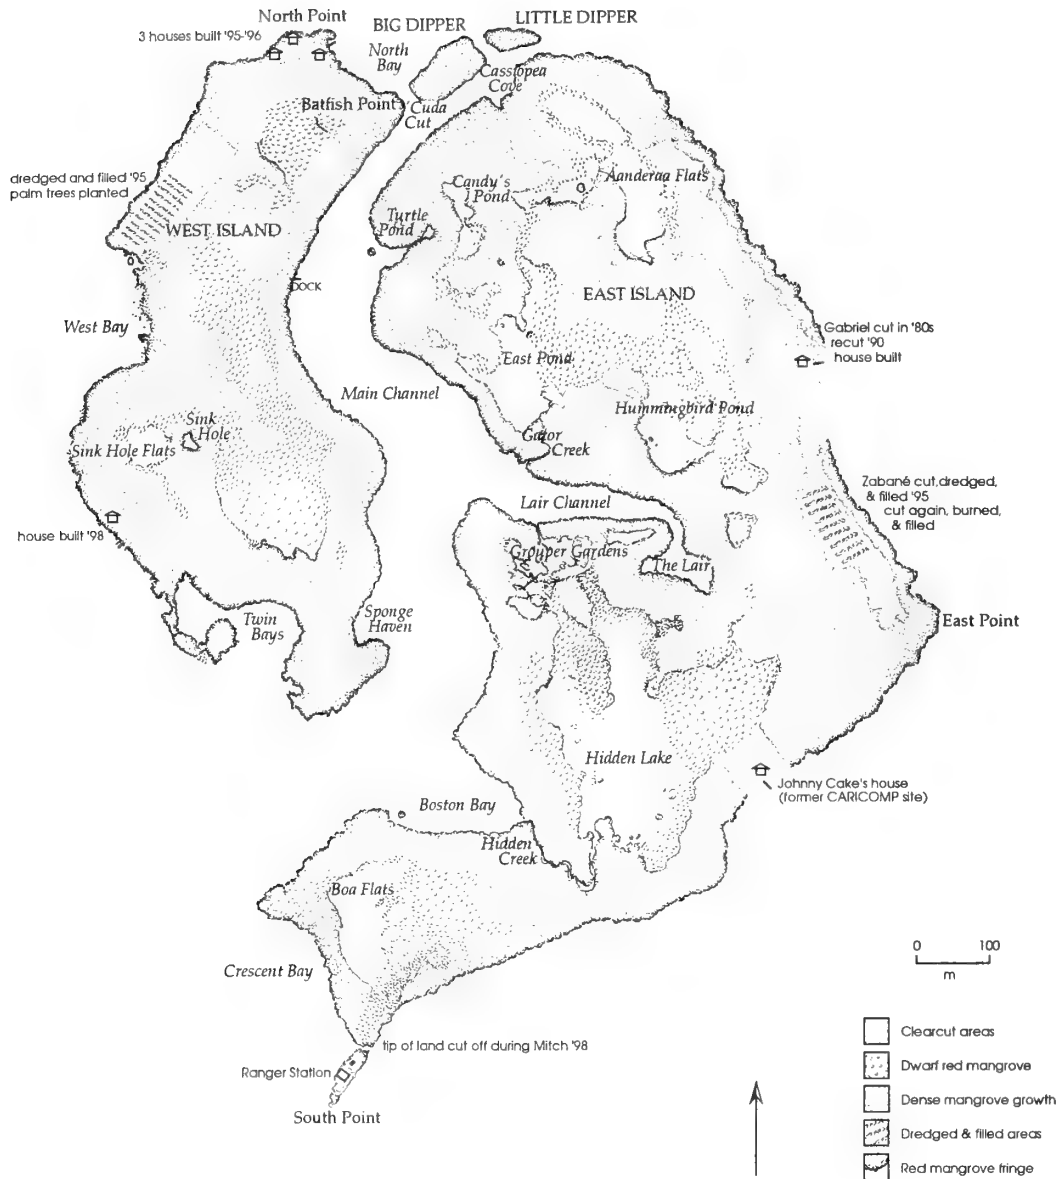 North Point
BIG DIPPER
LITTLE DIPPER
3 houses built '95-'96
North
Bay
Cassiopea
Cove
Batfish Point
'Cuda
Cut
dredged and filled '95
palm trees planted
Candy's
Pond
Aanderaa Flats
Turtle
Pond
WEST ISLAND
DOCK
EAST ISLAND
West Bay
Gabriel cut in '80s
recut '90
house built
East Pond
Main Channel
Hummingbird Pond
Sink
Hole
Sink Hole Flats
Gator
Creek
Zabané cut, dredged,
& filled '95
cut again, burned,
& filled
Lair Channel
house built '98
Grouper Gardens
The Lair
Twin
Bays
Sponge
Haven
East Point
Hidden Lake
Johnny Cake's house
(former CARICOMP site)
Boston Bay
Hidden
Creek
Boa Flats
Crescent Bay
0 100
m
tip of land cut off during Mitch '98
Ranger Station
South Point
Clearcut areas
Dwarf red mangrove
Dense mangrove growth
Dredged & filled areas
Red mangrove fringe